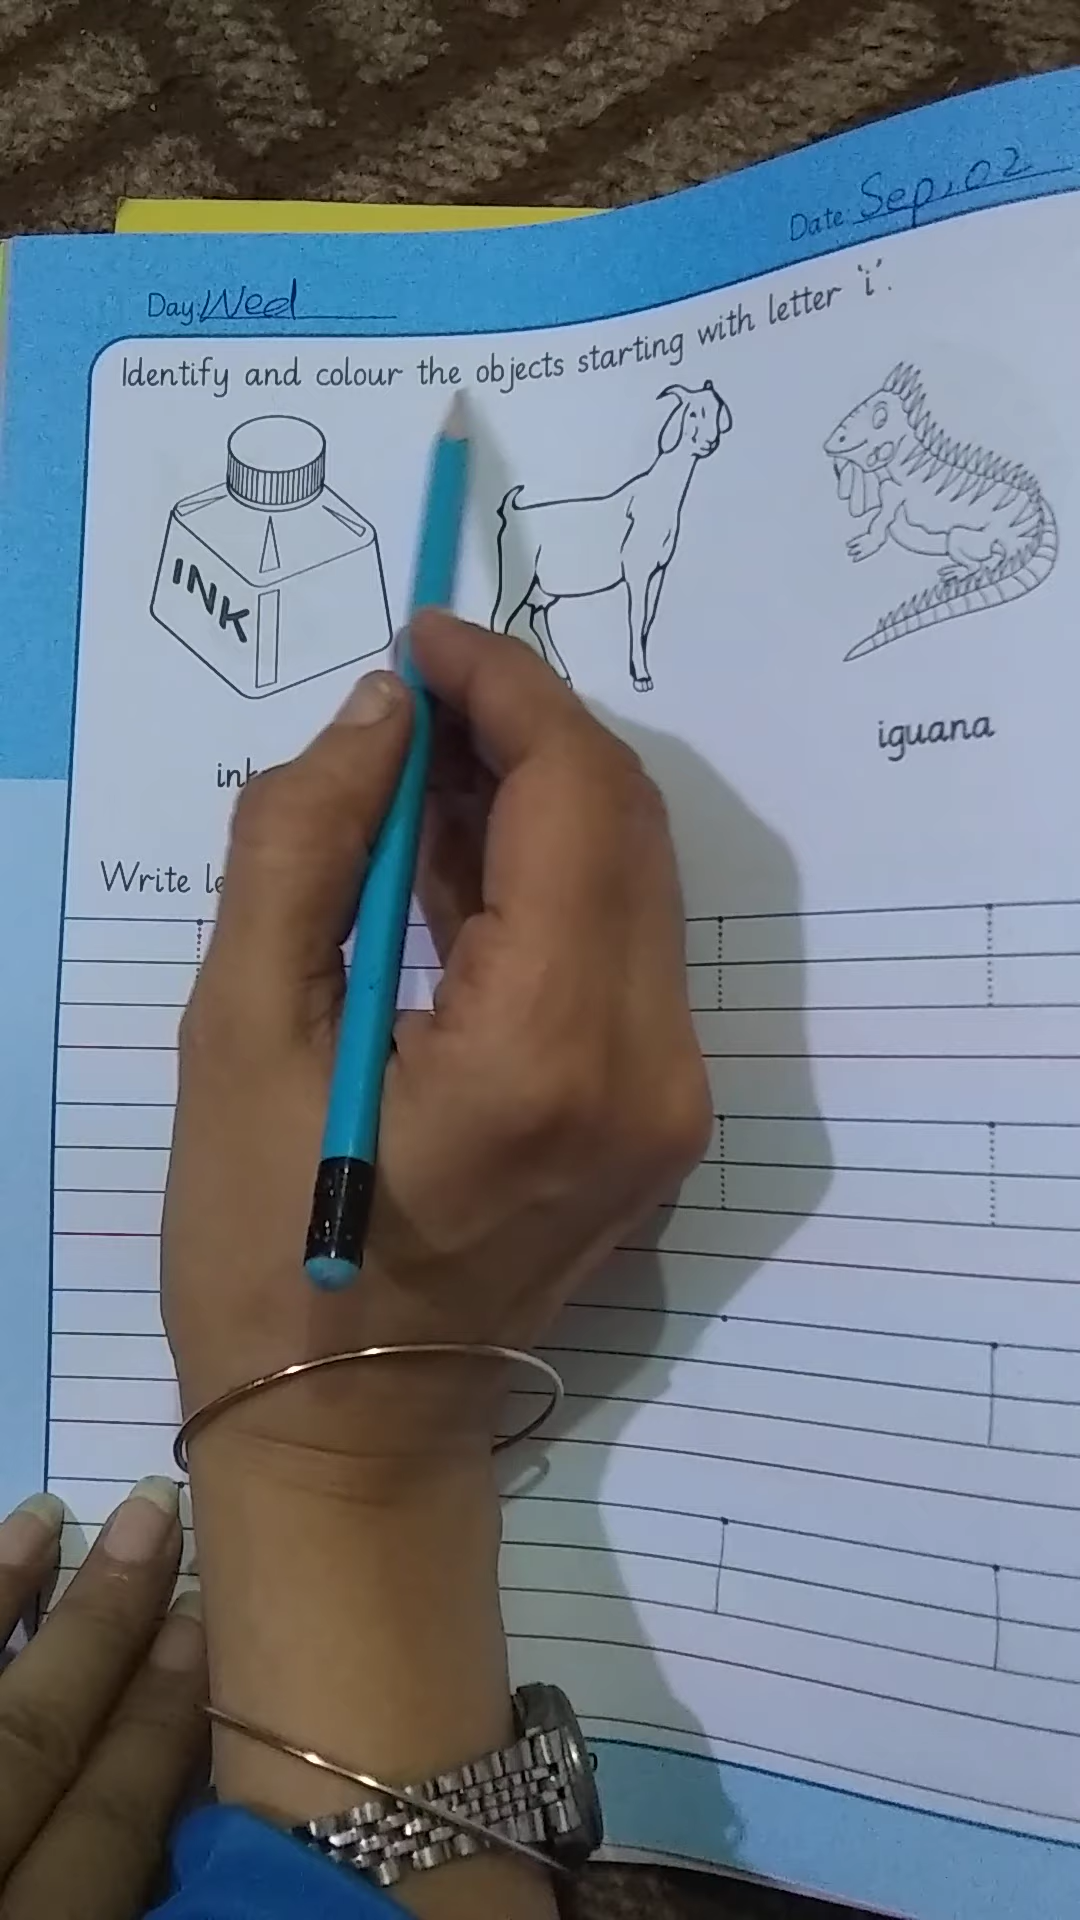 Date: Sep, 02
Day: Wed
Identify and colour the objects starting with letter 'i'.
INK
iguana
Write